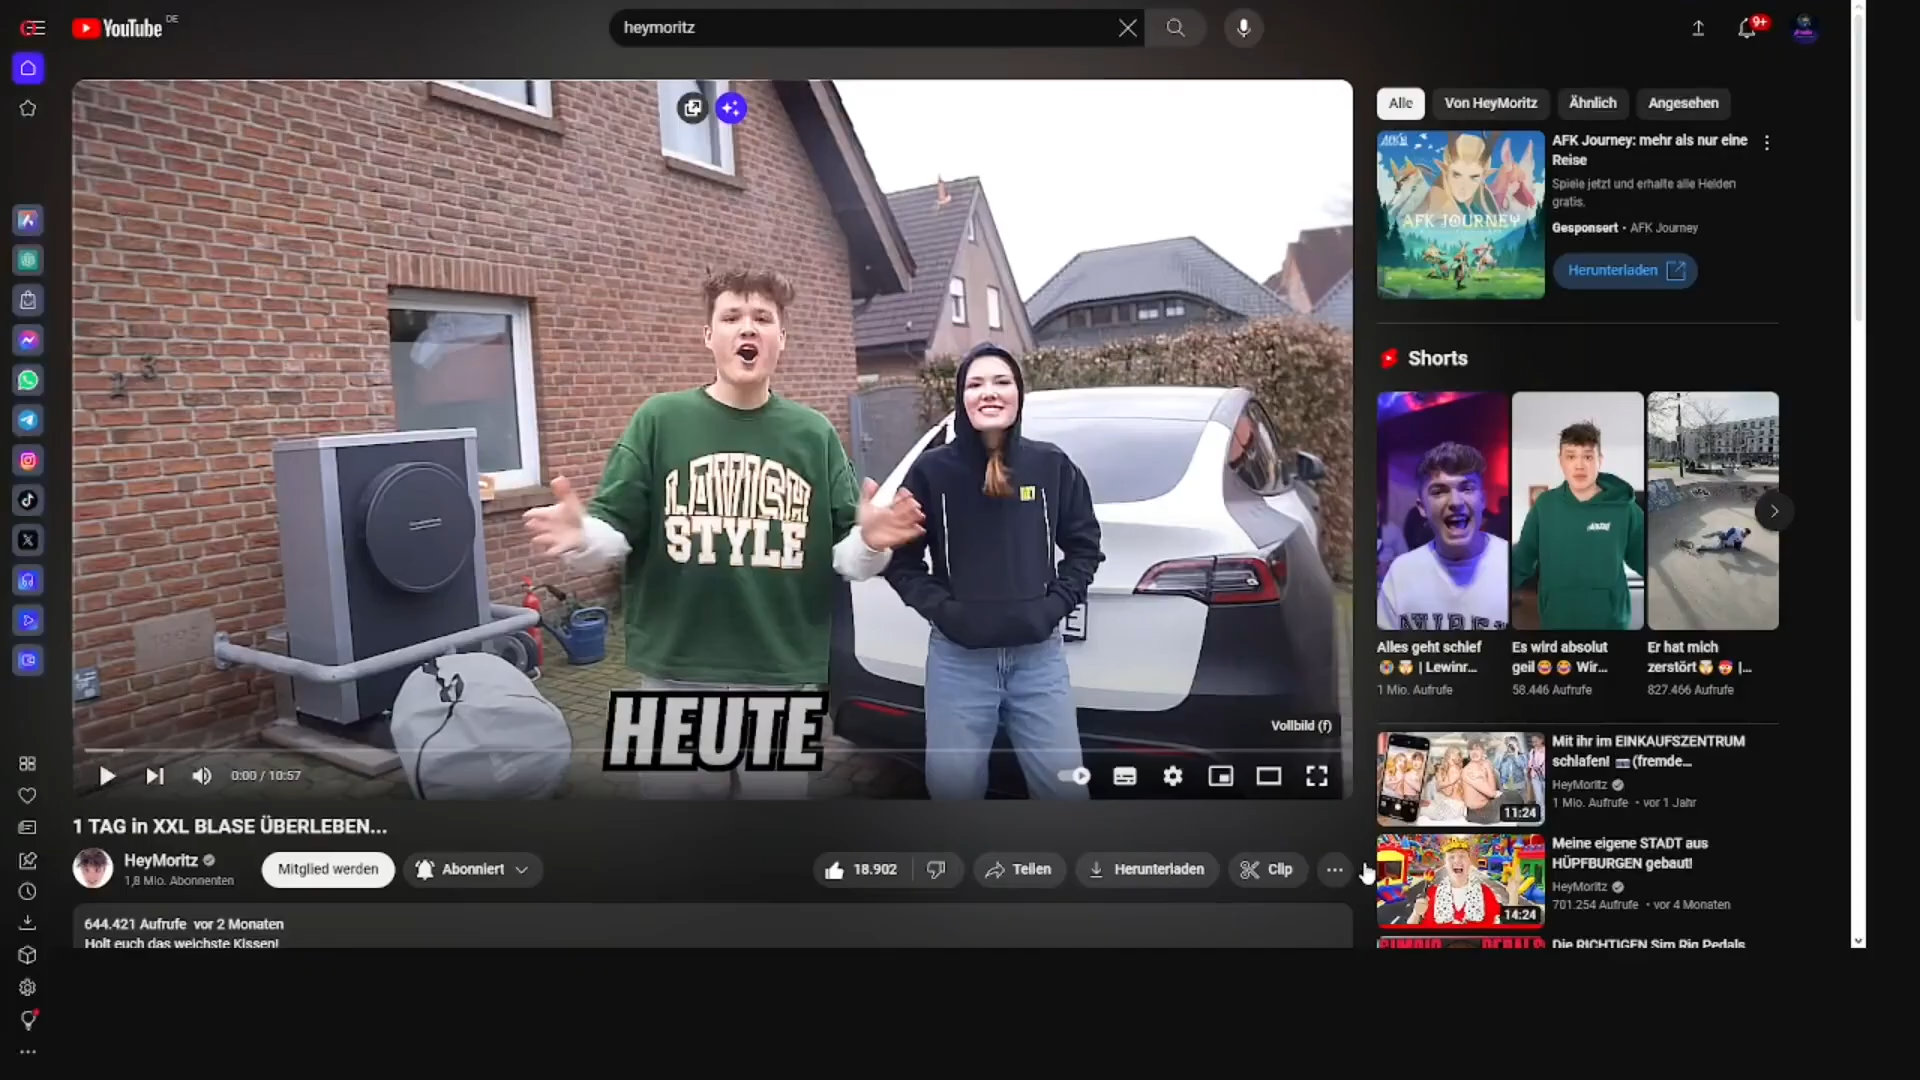 YouTube DE
heymoritz
9+
LAVISH
STYLE
HEUTE
Vollbild (f)
0:00 / 10:57
1 TAG in XXL BLASE ÜBERLEBEN...
HeyMoritz
1,8 Mio. Abonnenten
Mitglied werden
Abonniert
18.902
Teilen
Herunterladen
Clip
644.421 Aufrufe vor 2 Monaten
Holt euch das weichste Kissen!
Alle
Von HeyMoritz
Ähnlich
Angesehen
AFK JOURNEY
AFK Journey: mehr als nur eine
Reise
Spiele jetzt und erhalte alle Helden
gratis.
Gesponsert • AFK Journey
Herunterladen
Shorts
Alles geht schief
| Lewinr...
1 Mio. Aufrufe
Es wird absolut
geil😂😂 Wir...
58.446 Aufrufe
Er hat mich
zerstört |...
827.466 Aufrufe
11:24
Mit ihr im EINKAUFSZENTRUM
schlafen! (fremde...
HeyMoritz
1 Mio. Aufrufe • vor 1 Jahr
14:24
Meine eigene STADT aus
HÜPFBURGEN gebaut!
HeyMoritz
701.254 Aufrufe • vor 4 Monaten
Die RICHTIGEN Sim Rig Pedals